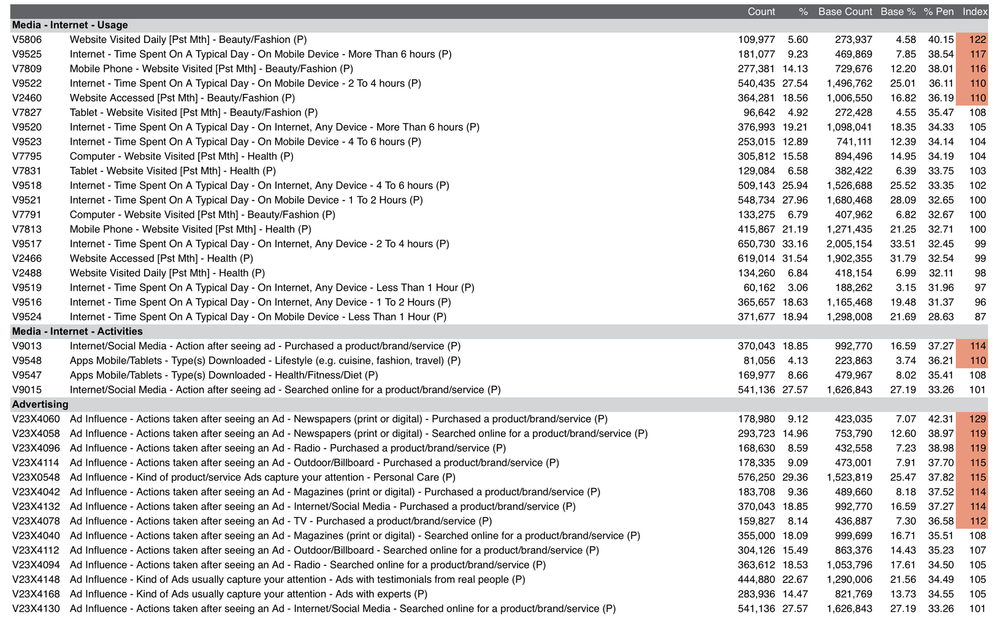 Count % Base Count Base % % Pen Index
Media - Internet - Usage
V5806 Website Visited Daily [Pst Mth] - Beauty/Fashion (P) 109,977 5.60 273,937 4.58 40.15 122
V9525 Internet - Time Spent On A Typical Day - On Mobile Device - More Than 6 hours (P) 181,077 9.23 469,869 7.85 38.54 117
V7809 Mobile Phone - Website Visited [Pst Mth] - Beauty/Fashion (P) 277,381 14.13 729,676 12.20 38.01 116
V9522 Internet - Time Spent On A Typical Day - On Mobile Device - 2 To 4 hours (P) 540,435 27.54 1,496,762 25.01 36.11 110
V2460 Website Accessed [Pst Mth] - Beauty/Fashion (P) 364,281 18.56 1,006,550 16.82 36.19 110
V7827 Tablet - Website Visited [Pst Mth] - Beauty/Fashion (P) 96,642 4.92 272,428 4.55 35.47 108
V9520 Internet - Time Spent On A Typical Day - On Internet, Any Device - More Than 6 hours (P) 376,993 19.21 1,098,041 18.35 34.33 105
V9523 Internet - Time Spent On A Typical Day - On Mobile Device - 4 To 6 hours (P) 253,015 12.89 741,111 12.39 34.14 104
V7795 Computer - Website Visited [Pst Mth] - Health (P) 305,812 15.58 894,496 14.95 34.19 104
V7831 Tablet - Website Visited [Pst Mth] - Health (P) 129,084 6.58 382,422 6.39 33.75 103
V9518 Internet - Time Spent On A Typical Day - On Internet, Any Device - 4 To 6 hours (P) 509,143 25.94 1,526,688 25.52 33.35 102
V9521 Internet - Time Spent On A Typical Day - On Mobile Device - 1 To 2 Hours (P) 548,734 27.96 1,680,468 28.09 32.65 100
V7791 Computer - Website Visited [Pst Mth] - Beauty/Fashion (P) 133,275 6.79 407,962 6.82 32.67 100
V7813 Mobile Phone - Website Visited [Pst Mth] - Health (P) 415,867 21.19 1,271,435 21.25 32.71 100
V9517 Internet - Time Spent On A Typical Day - On Internet, Any Device - 2 To 4 hours (P) 650,730 33.16 2,005,154 33.51 32.45 99
V2466 Website Accessed [Pst Mth] - Health (P) 619,014 31.54 1,902,355 31.79 32.54 99
V2488 Website Visited Daily [Pst Mth] - Health (P) 134,260 6.84 418,154 6.99 32.11 98
V9519 Internet - Time Spent On A Typical Day - On Internet, Any Device - Less Than 1 Hour (P) 60,162 3.06 188,262 3.15 31.96 97
V9516 Internet - Time Spent On A Typical Day - On Internet, Any Device - 1 To 2 Hours (P) 365,657 18.63 1,165,468 19.48 31.37 96
V9524 Internet - Time Spent On A Typical Day - On Mobile Device - Less Than 1 Hour (P) 371,677 18.94 1,298,008 21.69 28.63 87
Media - Internet - Activities
V9013 Internet/Social Media - Action after seeing ad - Purchased a product/brand/service (P) 370,043 18.85 992,770 16.59 37.27 114
V9548 Apps Mobile/Tablets - Type(s) Downloaded - Lifestyle (e.g. cuisine, fashion, travel) (P) 81,056 4.13 223,863 3.74 36.21 110
V9547 Apps Mobile/Tablets - Type(s) Downloaded - Health/Fitness/Diet (P) 169,977 8.66 479,967 8.02 35.41 108
V9015 Internet/Social Media - Action after seeing ad - Searched online for a product/brand/service (P) 541,136 27.57 1,626,843 27.19 33.26 101
Advertising
V23X4060 Ad Influence - Actions taken after seeing an Ad - Newspapers (print or digital) - Purchased a product/brand/service (P) 178,980 9.12 423,035 7.07 42.31 129
V23X4058 Ad Influence - Actions taken after seeing an Ad - Newspapers (print or digital) - Searched online for a product/brand/service (P) 293,723 14.96 753,790 12.60 38.97 119
V23X4096 Ad Influence - Actions taken after seeing an Ad - Radio - Purchased a product/brand/service (P) 168,630 8.59 432,558 7.23 38.98 119
V23X4114 Ad Influence - Actions taken after seeing an Ad - Outdoor/Billboard - Purchased a product/brand/service (P) 178,335 9.09 473,001 7.91 37.70 115
V23X0548 Ad Influence - Kind of product/service Ads capture your attention - Personal Care (P) 576,250 29.36 1,523,819 25.47 37.82 115
V23X4042 Ad Influence - Actions taken after seeing an Ad - Magazines (print or digital) - Purchased a product/brand/service (P) 183,708 9.36 489,660 8.18 37.52 114
V23X4132 Ad Influence - Actions taken after seeing an Ad - Internet/Social Media - Purchased a product/brand/service (P) 370,043 18.85 992,770 16.59 37.27 114
V23X4078 Ad Influence - Actions taken after seeing an Ad - TV - Purchased a product/brand/service (P) 159,827 8.14 436,887 7.30 36.58 112
V23X4040 Ad Influence - Actions taken after seeing an Ad - Magazines (print or digital) - Searched online for a product/brand/service (P) 355,000 18.09 999,699 16.71 35.51 108
V23X4112 Ad Influence - Actions taken after seeing an Ad - Outdoor/Billboard - Searched online for a product/brand/service (P) 304,126 15.49 863,376 14.43 35.23 107
V23X4094 Ad Influence - Actions taken after seeing an Ad - Radio - Searched online for a product/brand/service (P) 363,612 18.53 1,053,796 17.61 34.50 105
V23X4148 Ad Influence - Kind of Ads usually capture your attention - Ads with testimonials from real people (P) 444,880 22.67 1,290,006 21.56 34.49 105
V23X4168 Ad Influence - Kind of Ads usually capture your attention - Ads with experts (P) 283,936 14.47 821,769 13.73 34.55 105
V23X4130 Ad Influence - Actions taken after seeing an Ad - Internet/Social Media - Searched online for a product/brand/service (P) 541,136 27.57 1,626,843 27.19 33.26 101